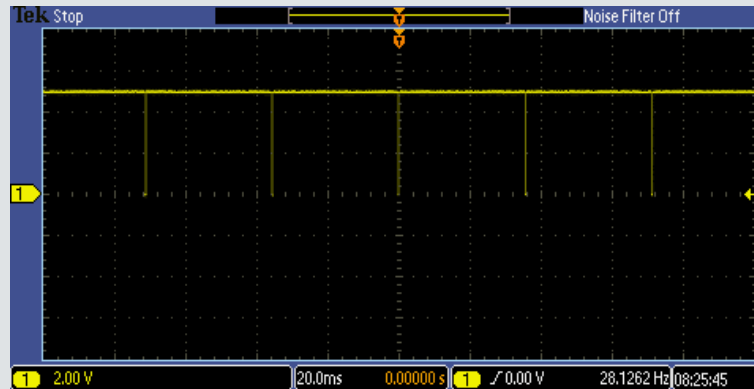 Tek Stop T Noise Filter Off
T
1
1 2.00 V 20.0ms 0.00000 s 1 0.00 V 28.1262 Hz 08:25:45